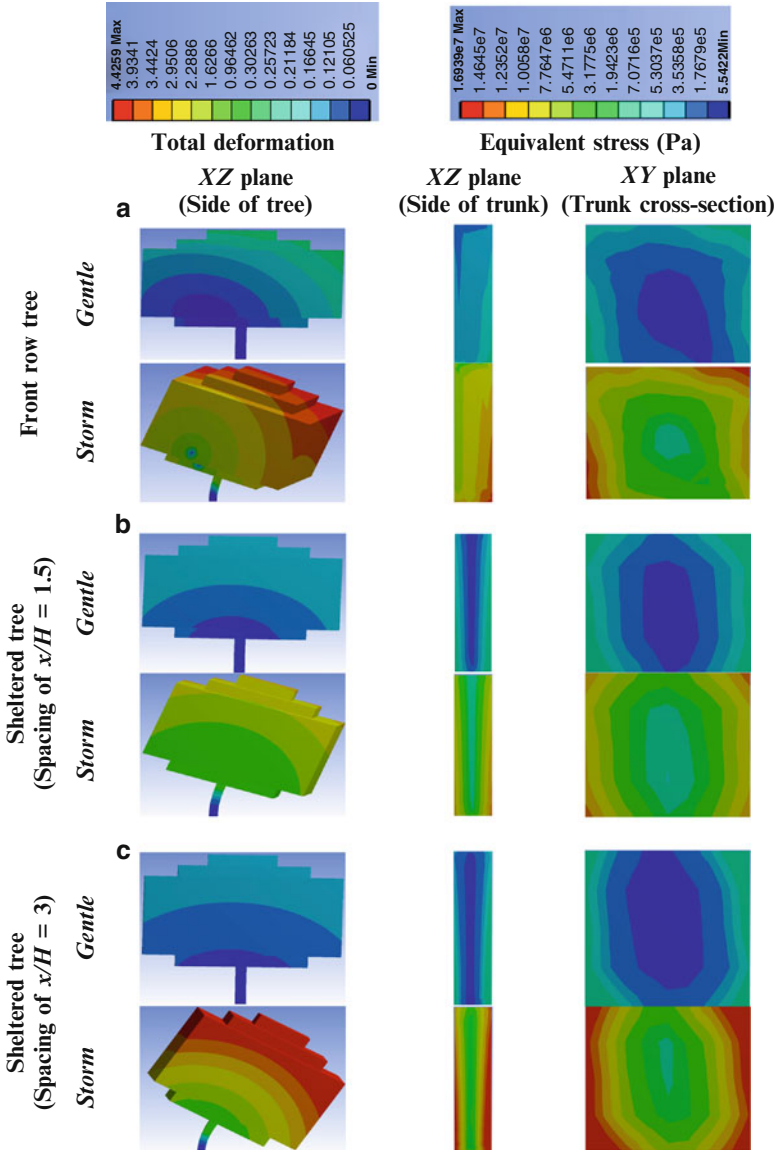 4.4259 Max
3.9341
3.4424
2.9506
2.2886
1.6266
0.96462
0.30263
0.25723
0.21184
0.16645
0.12105
0.060525
0 Min
Total deformation
1.6939e7 Max
1.4645e7
1.2352e7
1.0058e7
7.7647e6
5.4711e6
3.1775e6
1.9423e6
7.0716e5
5.3037e5
3.5358e5
1.7679e5
5.5422Min
Equivalent stress (Pa)
XZ plane
(Side of tree)
XZ plane
(Side of trunk)
XY plane
(Trunk cross-section)
a
Front row tree
Gentle
Storm
b
Sheltered tree
(Spacing of x/H = 1.5)
Gentle
Storm
c
Sheltered tree
(Spacing of x/H = 3)
Gentle
Storm